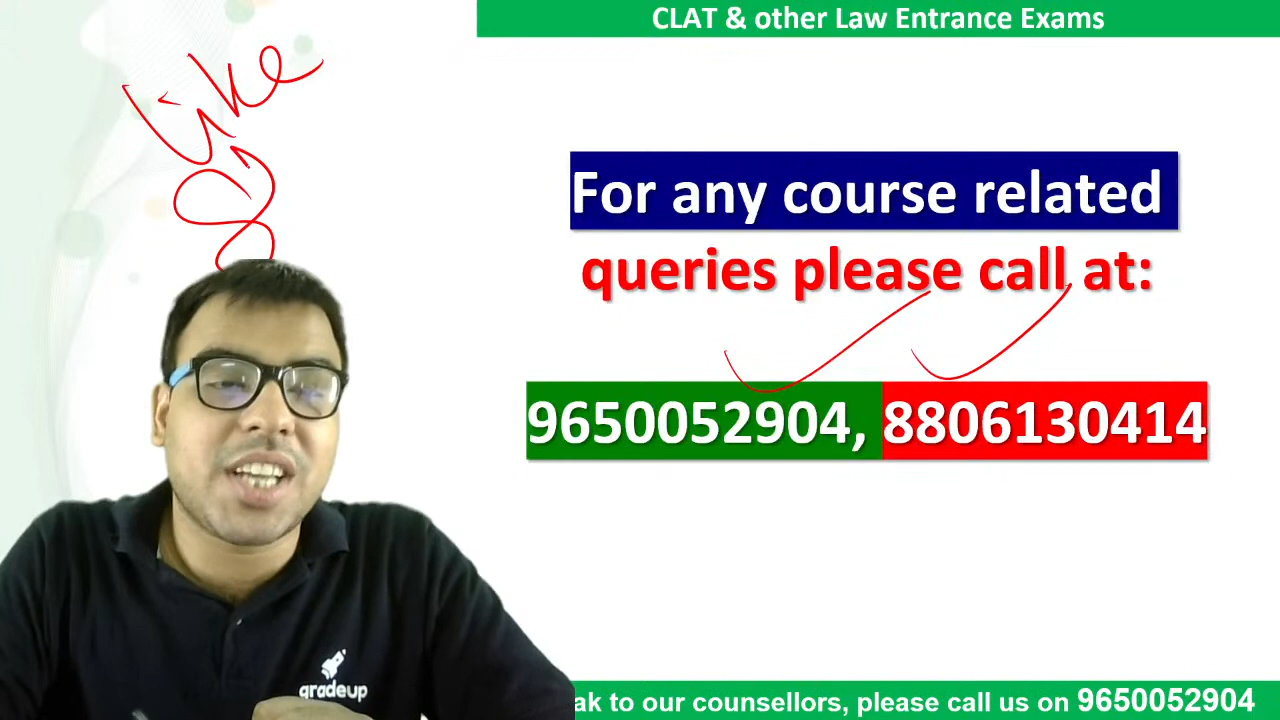 CLAT & other Law Entrance Exams
Like
For any course related
queries please call at:
9650052904, 8806130414
gradeup
ak to our counsellors, please call us on 9650052904